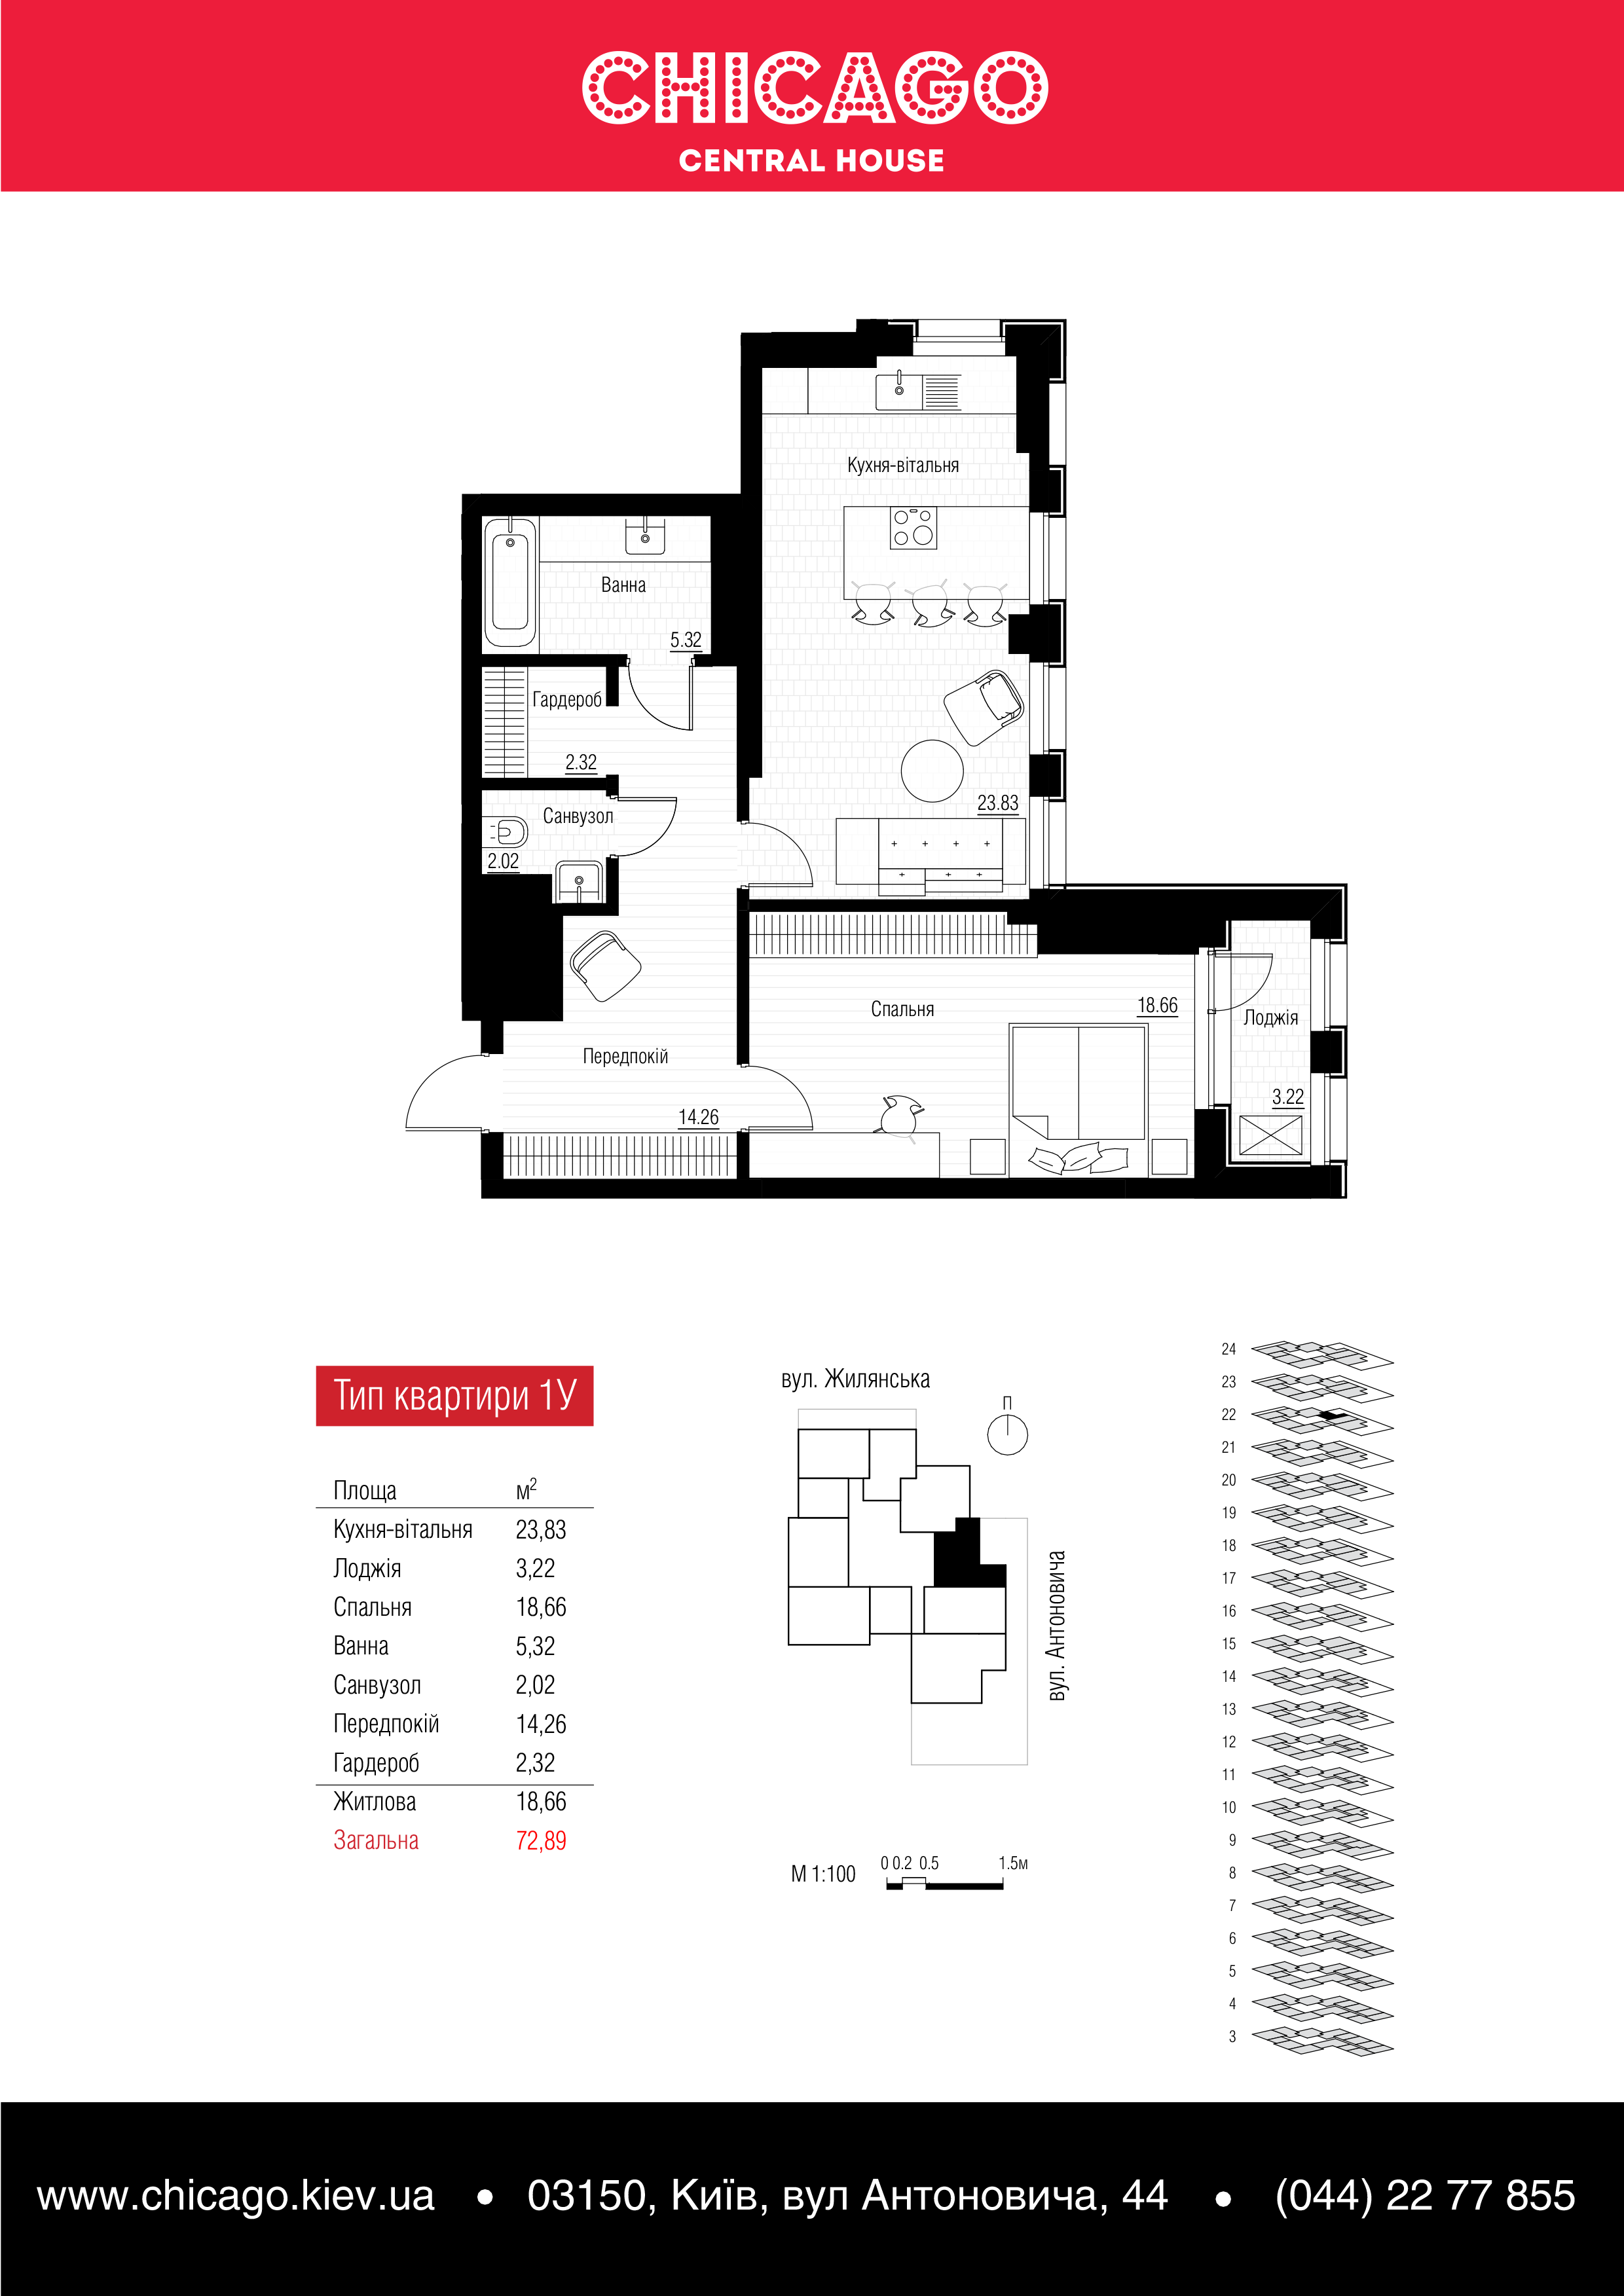 CHICAGO
CENTRAL HOUSE
Кухня-вітальня
Ванна
5.32
Гардероб
2.32
Санвузол
2.02
23.83
Спальня
18.66
Лоджія
3.22
Передпокій
14.26
Тип квартири 1У
Площа м²
Кухня-вітальня 23,83
Лоджія 3,22
Спальня 18,66
Ванна 5,32
Санвузол 2,02
Передпокій 14,26
Гардероб 2,32
Житлова 18,66
Загальна 72,89
вул. Жилянська
П
вул. Антоновича
М 1:100
0 0.2 0.5 1.5м
24
23
22
21
20
19
18
17
16
15
14
13
12
11
10
9
8
7
6
5
4
3
www.chicago.kiev.ua • 03150, Київ, вул Антоновича, 44 • (044) 22 77 855